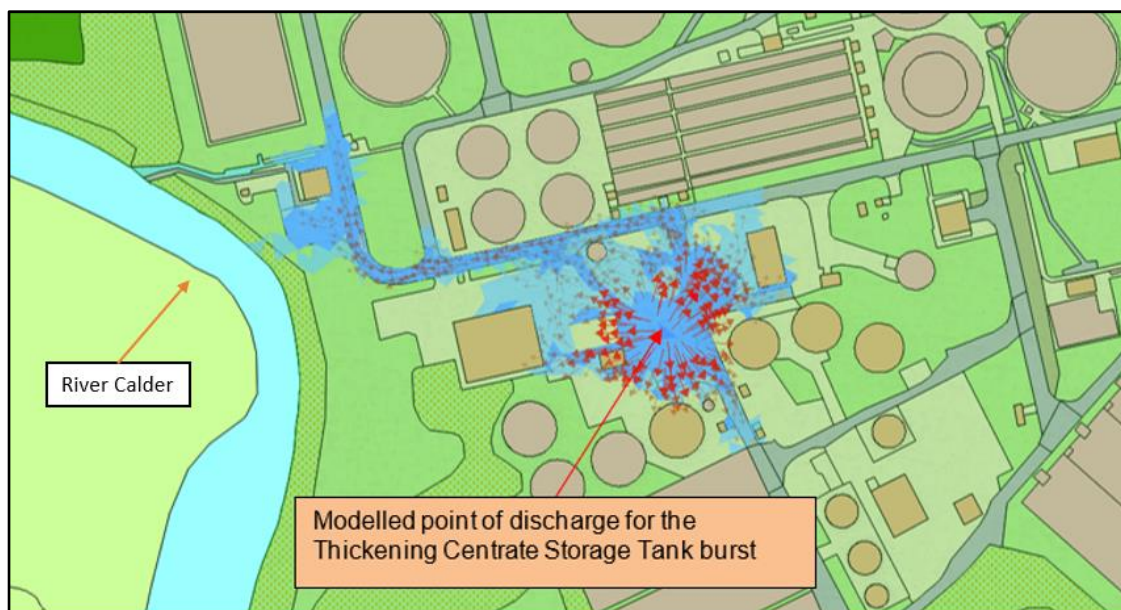 River Calder
Modelled point of discharge for the
Thickening Centrate Storage Tank burst